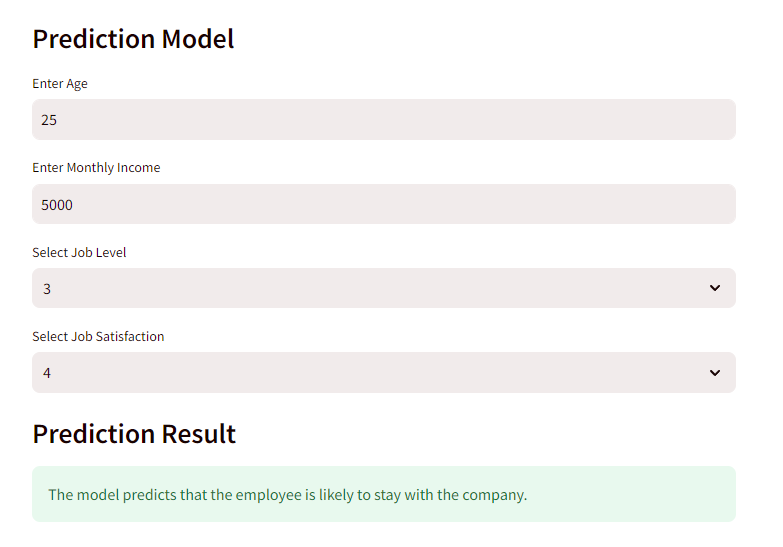 Prediction Model
Enter Age
25
Enter Monthly Income
5000
Select Job Level
3
Select Job Satisfaction
4
Prediction Result
The model predicts that the employee is likely to stay with the company.